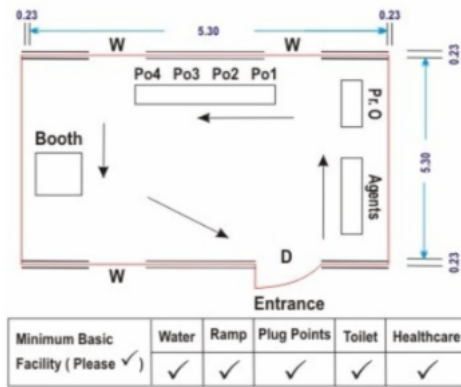 0.23 5.30 0.23
W W
0.23
Po4 Po3 Po2 Po1
Pr. O
Booth
5.30
Agents
D
W
0.23
Entrance
Minimum Basic Facility ( Please ✓ ) Water Ramp Plug Points Toilet Healthcare
✓ ✓ ✓ ✓ ✓